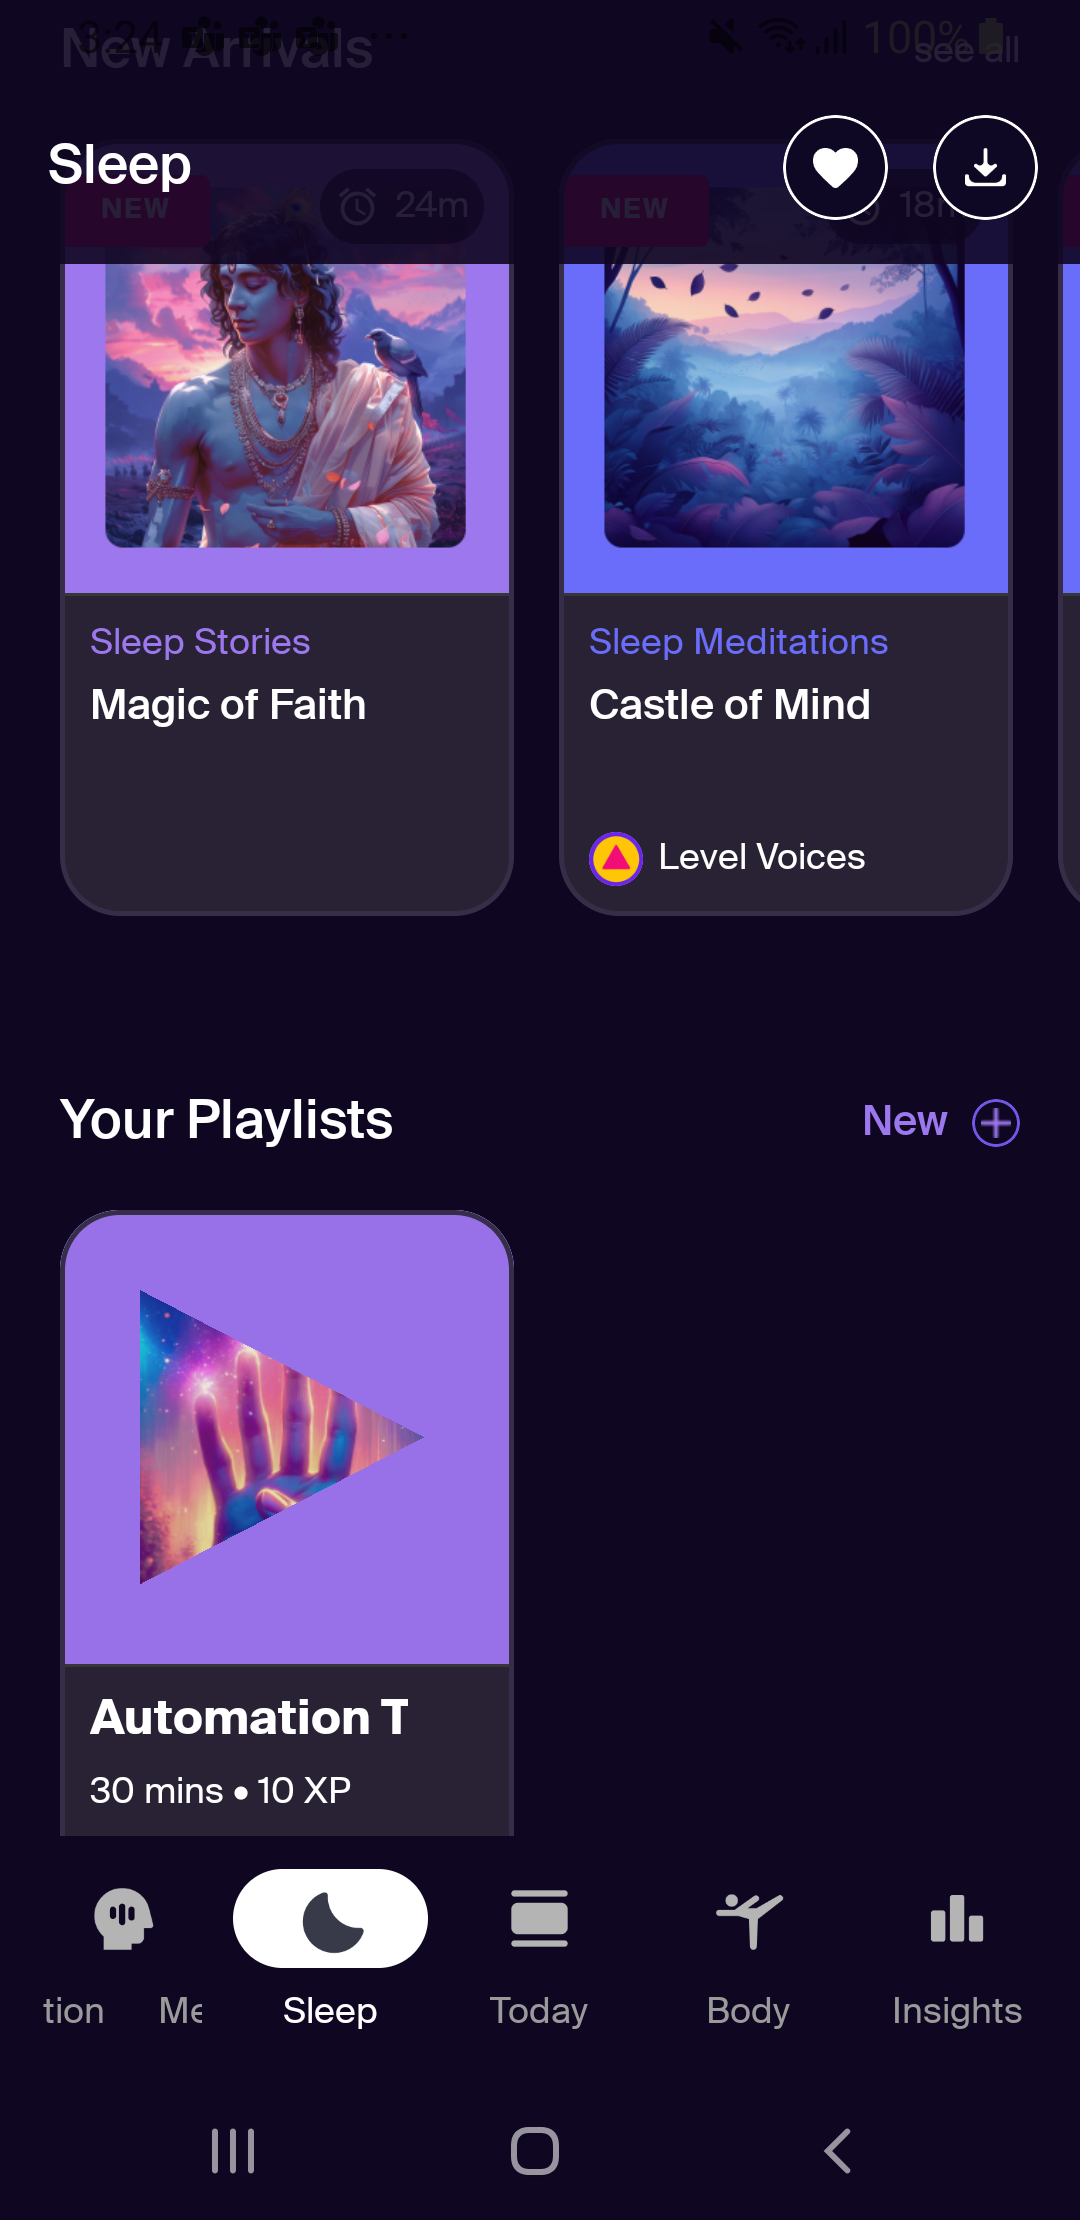 3:24
100%
New Arrivals
see all
Sleep
NEW
24m
NEW
Sleep Stories
Magic of Faith
Sleep Meditations
Castle of Mind
Level Voices
Your Playlists
New
Automation T
30 mins • 10 XP
tion
Me
Sleep
Today
Body
Insights